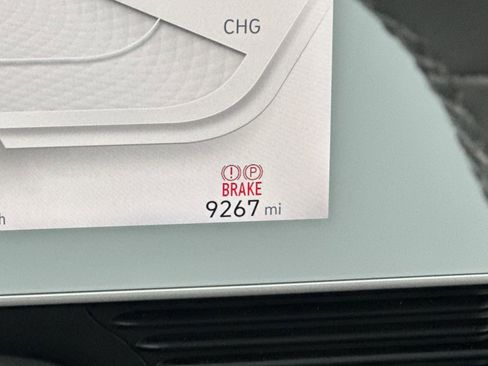 CHG
h
(!) (P)
BRAKE
9267 mi